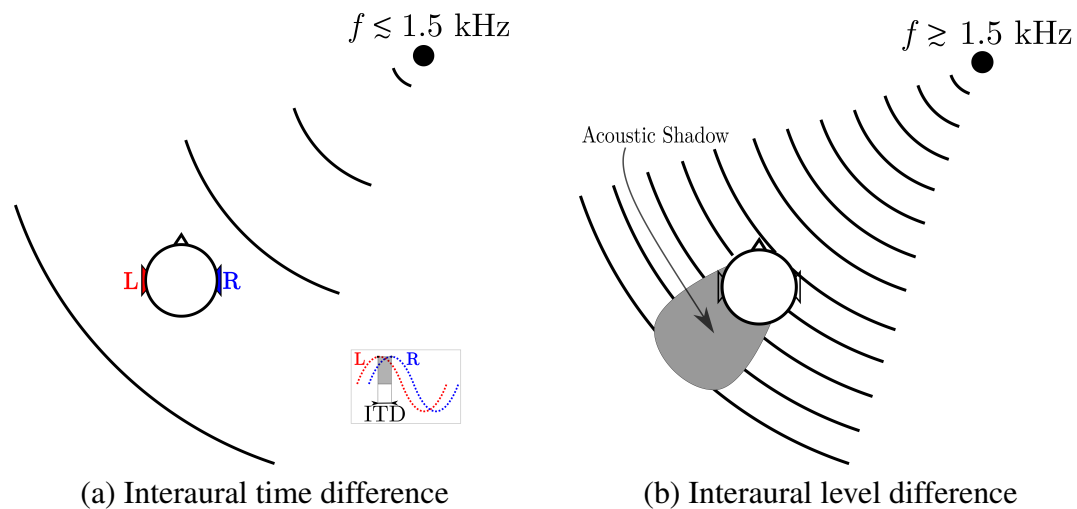 f ≲ 1.5 kHz
L
R
L
R
ITD
(a) Interaural time difference
f ≳ 1.5 kHz
Acoustic Shadow
(b) Interaural level difference